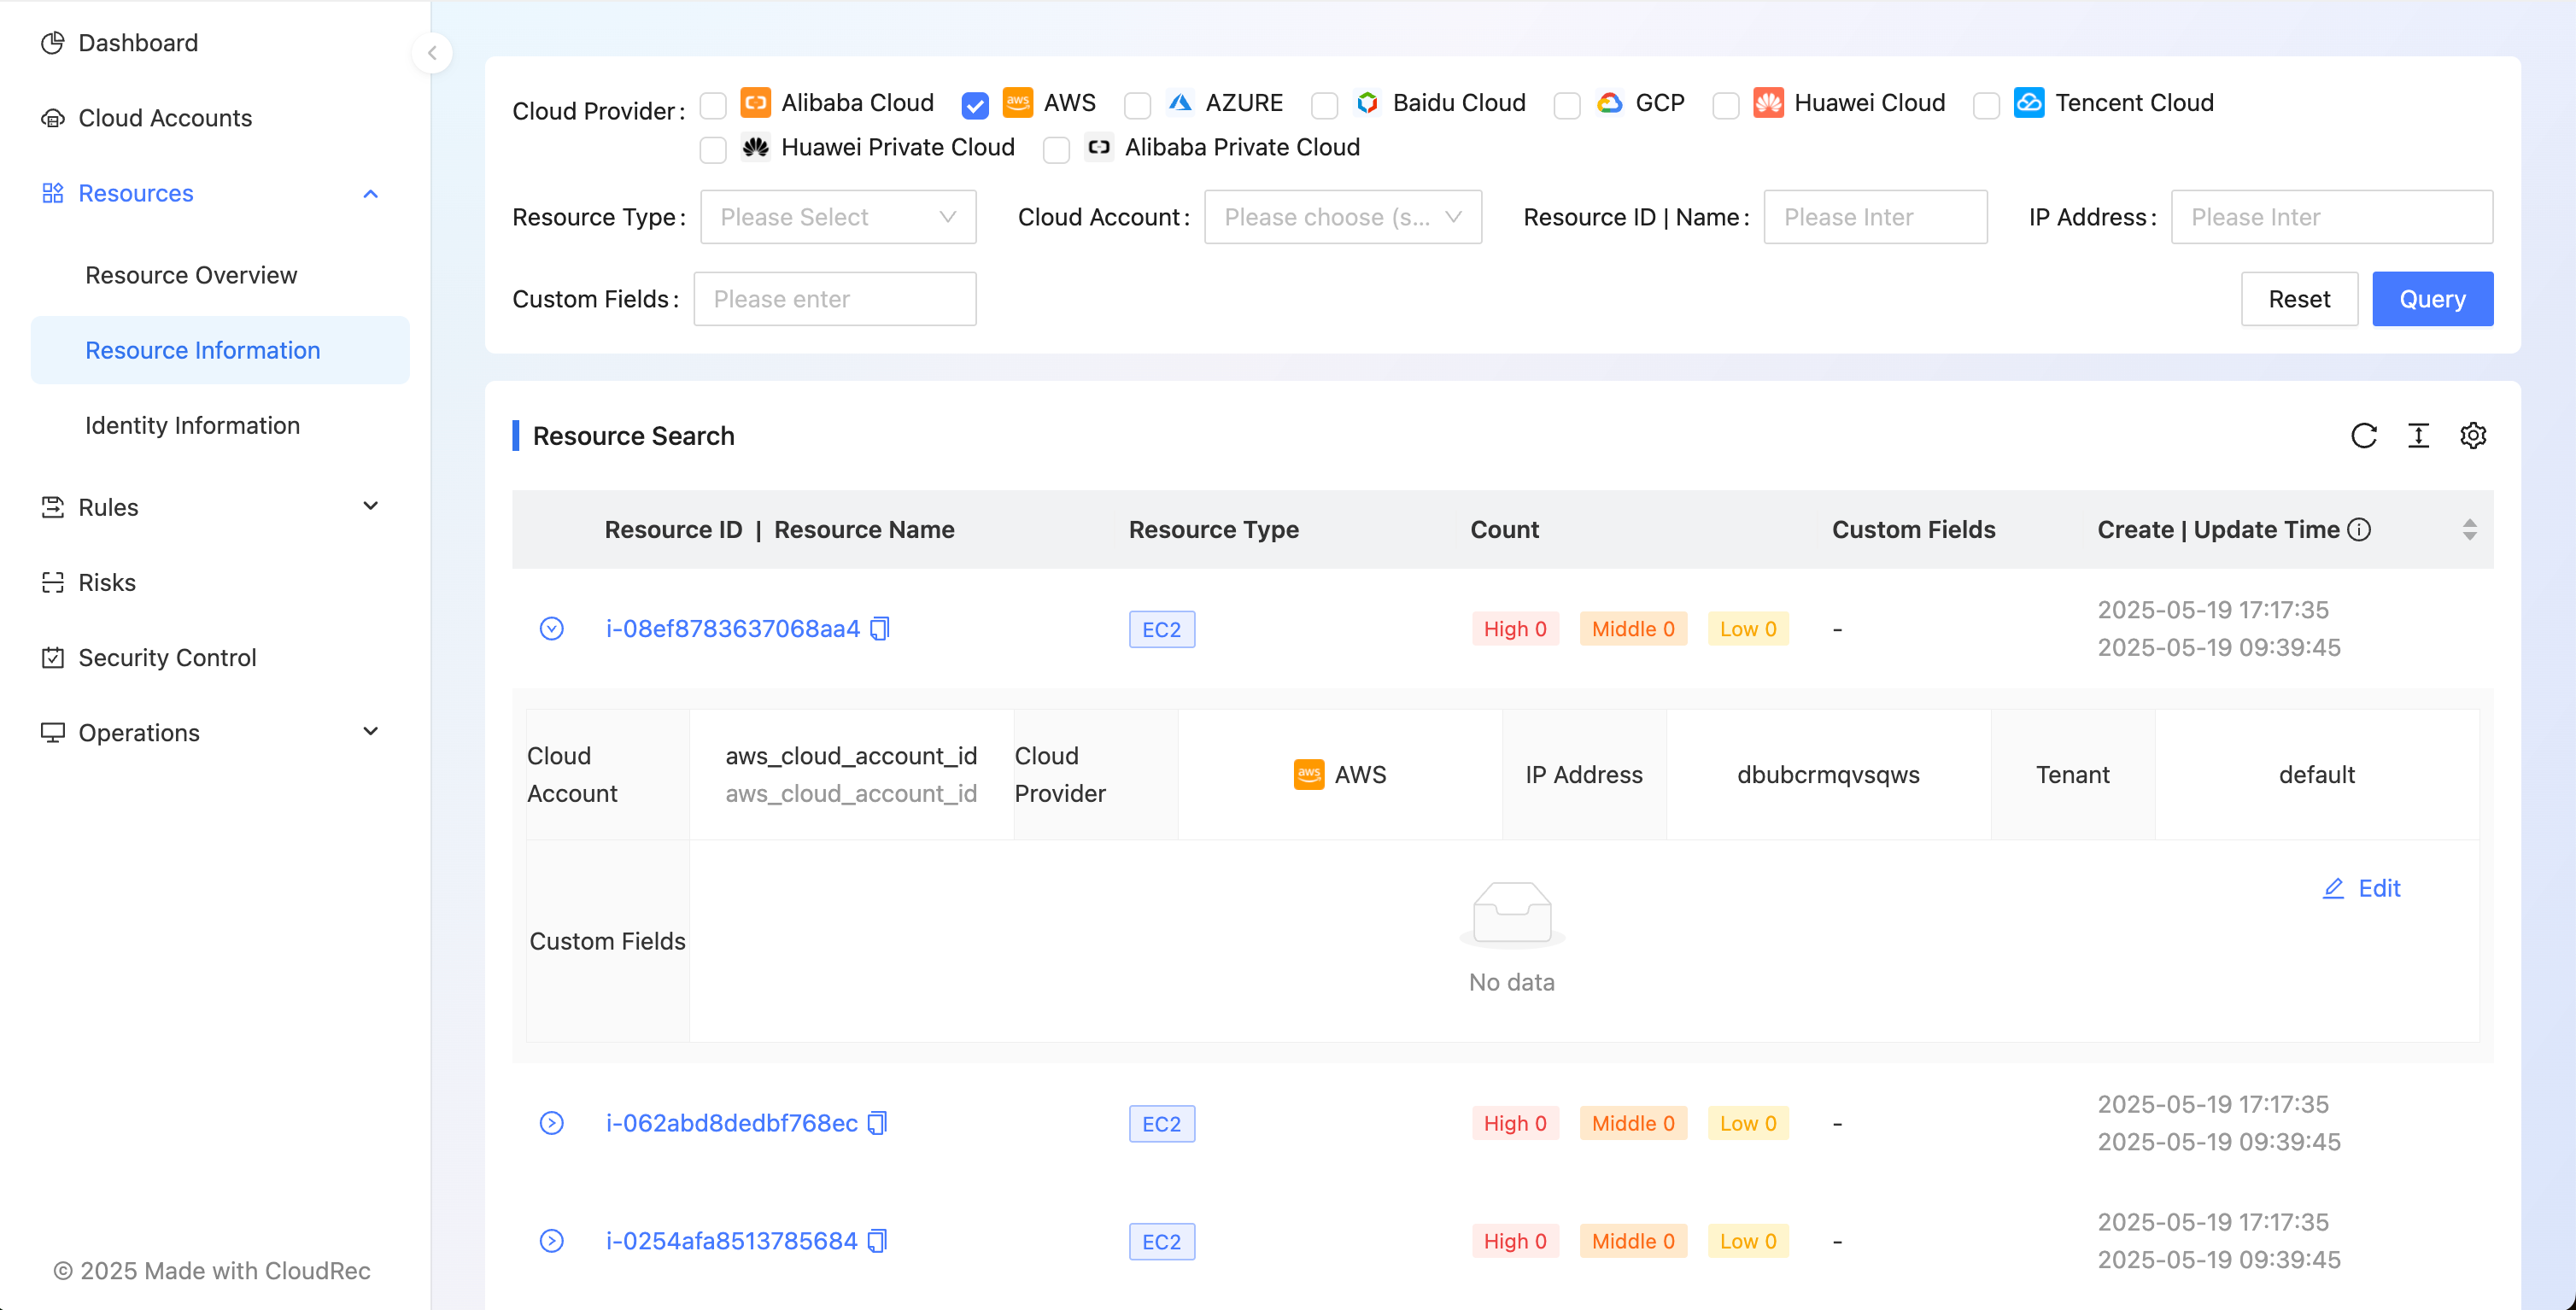 Dashboard
Cloud Accounts
Resources
Resource Overview
Resource Information
Identity Information
Rules
Risks
Security Control
Operations
© 2025 Made with CloudRec
Cloud Provider : Alibaba Cloud aws AWS AZURE Baidu Cloud GCP Huawei Cloud Tencent Cloud
Huawei Private Cloud Alibaba Private Cloud
Resource Type : Please Select Cloud Account : Please choose (s... Resource ID | Name : Please Inter IP Address : Please Inter
Custom Fields : Please enter Reset Query
Resource Search
Resource ID | Resource Name Resource Type Count Custom Fields Create | Update Time
i-08ef8783637068aa4 EC2 High 0 Middle 0 Low 0 - 2025-05-19 17:17:35
2025-05-19 09:39:45
Cloud Account aws_cloud_account_id Cloud Provider aws AWS IP Address dbubcrmqvsqws Tenant default
aws_cloud_account_id
Custom Fields No data Edit
i-062abd8dedbf768ec EC2 High 0 Middle 0 Low 0 - 2025-05-19 17:17:35
2025-05-19 09:39:45
i-0254afa8513785684 EC2 High 0 Middle 0 Low 0 - 2025-05-19 17:17:35
2025-05-19 09:39:45